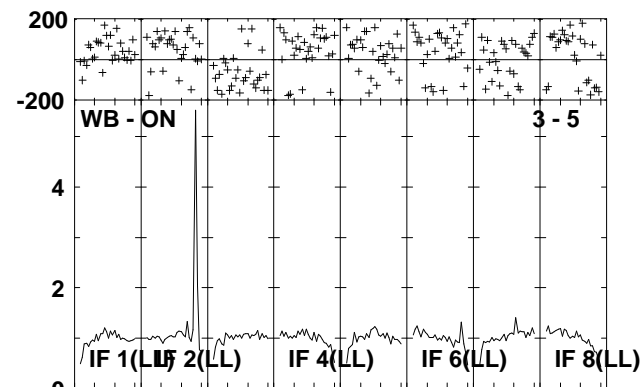 200
-200
WB - ON 3 - 5
4
2
IF 1(LL) IF 2(LL) IF 4(LL) IF 6(LL) IF 8(LL)
0